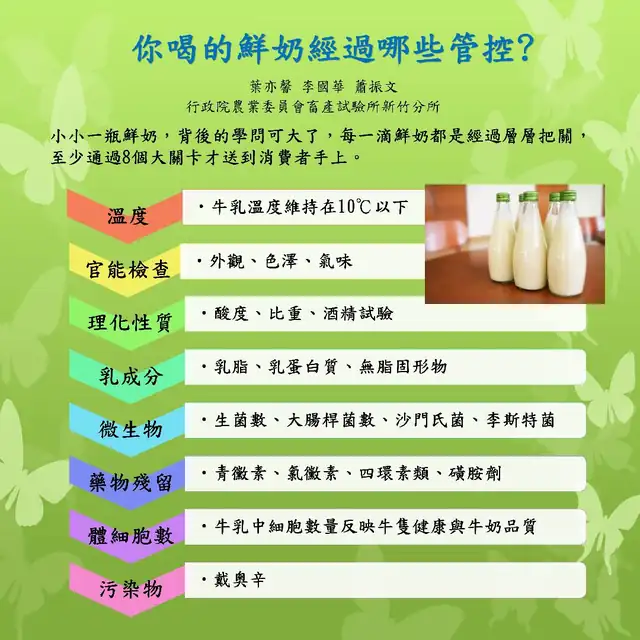 你喝的鮮奶經過哪些管控?
葉亦馨 李國華 蕭振文
行政院農業委員會畜產試驗所新竹分所
小小一瓶鮮奶，背後的學問可大了，每一滴鮮奶都是經過層層把關，
至少通過8個大關卡才送到消費者手上。
溫度
・牛乳溫度維持在10℃以下
官能檢查
・外觀、色澤、氣味
理化性質
・酸度、比重、酒精試驗
乳成分
・乳脂、乳蛋白質、無脂固形物
微生物
・生菌數、大腸桿菌數、沙門氏菌、李斯特菌
藥物殘留
・青黴素、氯黴素、四環素類、磺胺劑
體細胞數
・牛乳中細胞數量反映牛隻健康與牛奶品質
污染物
・戴奧辛